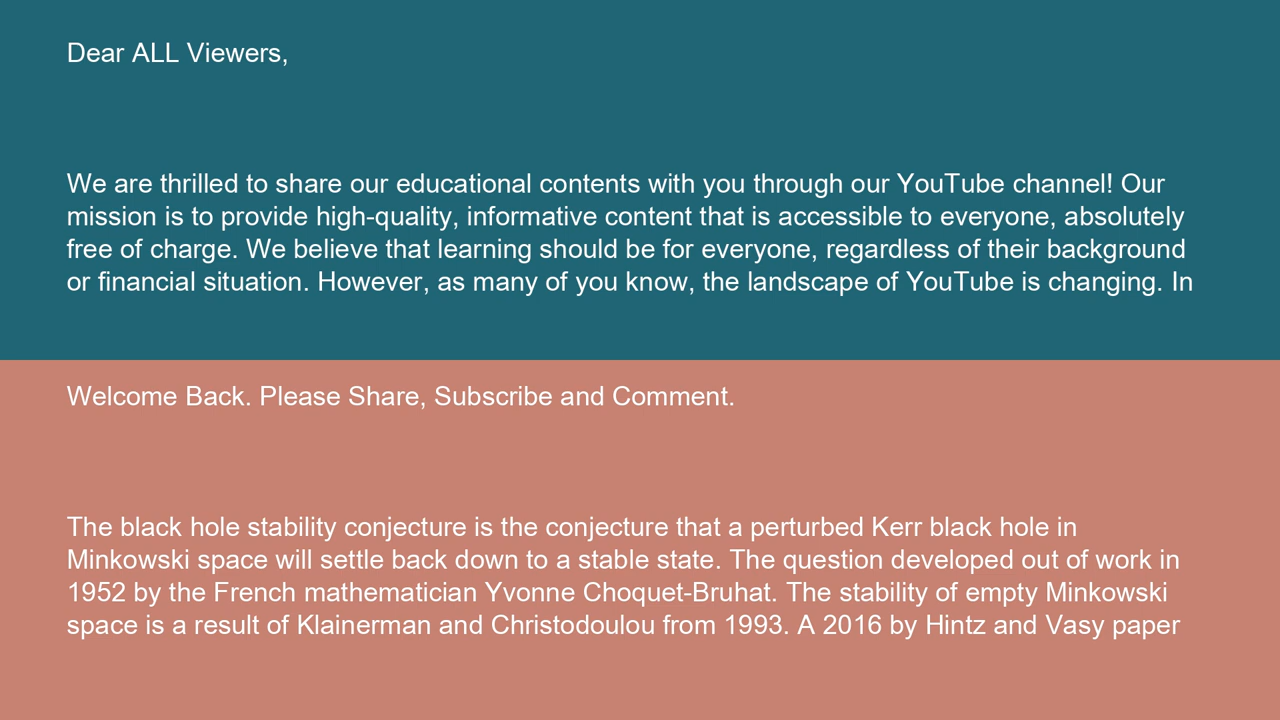 Dear ALL Viewers,
We are thrilled to share our educational contents with you through our YouTube channel! Our
mission is to provide high-quality, informative content that is accessible to everyone, absolutely
free of charge. We believe that learning should be for everyone, regardless of their background
or financial situation. However, as many of you know, the landscape of YouTube is changing. In
Welcome Back. Please Share, Subscribe and Comment.
The black hole stability conjecture is the conjecture that a perturbed Kerr black hole in
Minkowski space will settle back down to a stable state. The question developed out of work in
1952 by the French mathematician Yvonne Choquet-Bruhat. The stability of empty Minkowski
space is a result of Klainerman and Christodoulou from 1993. A 2016 by Hintz and Vasy paper